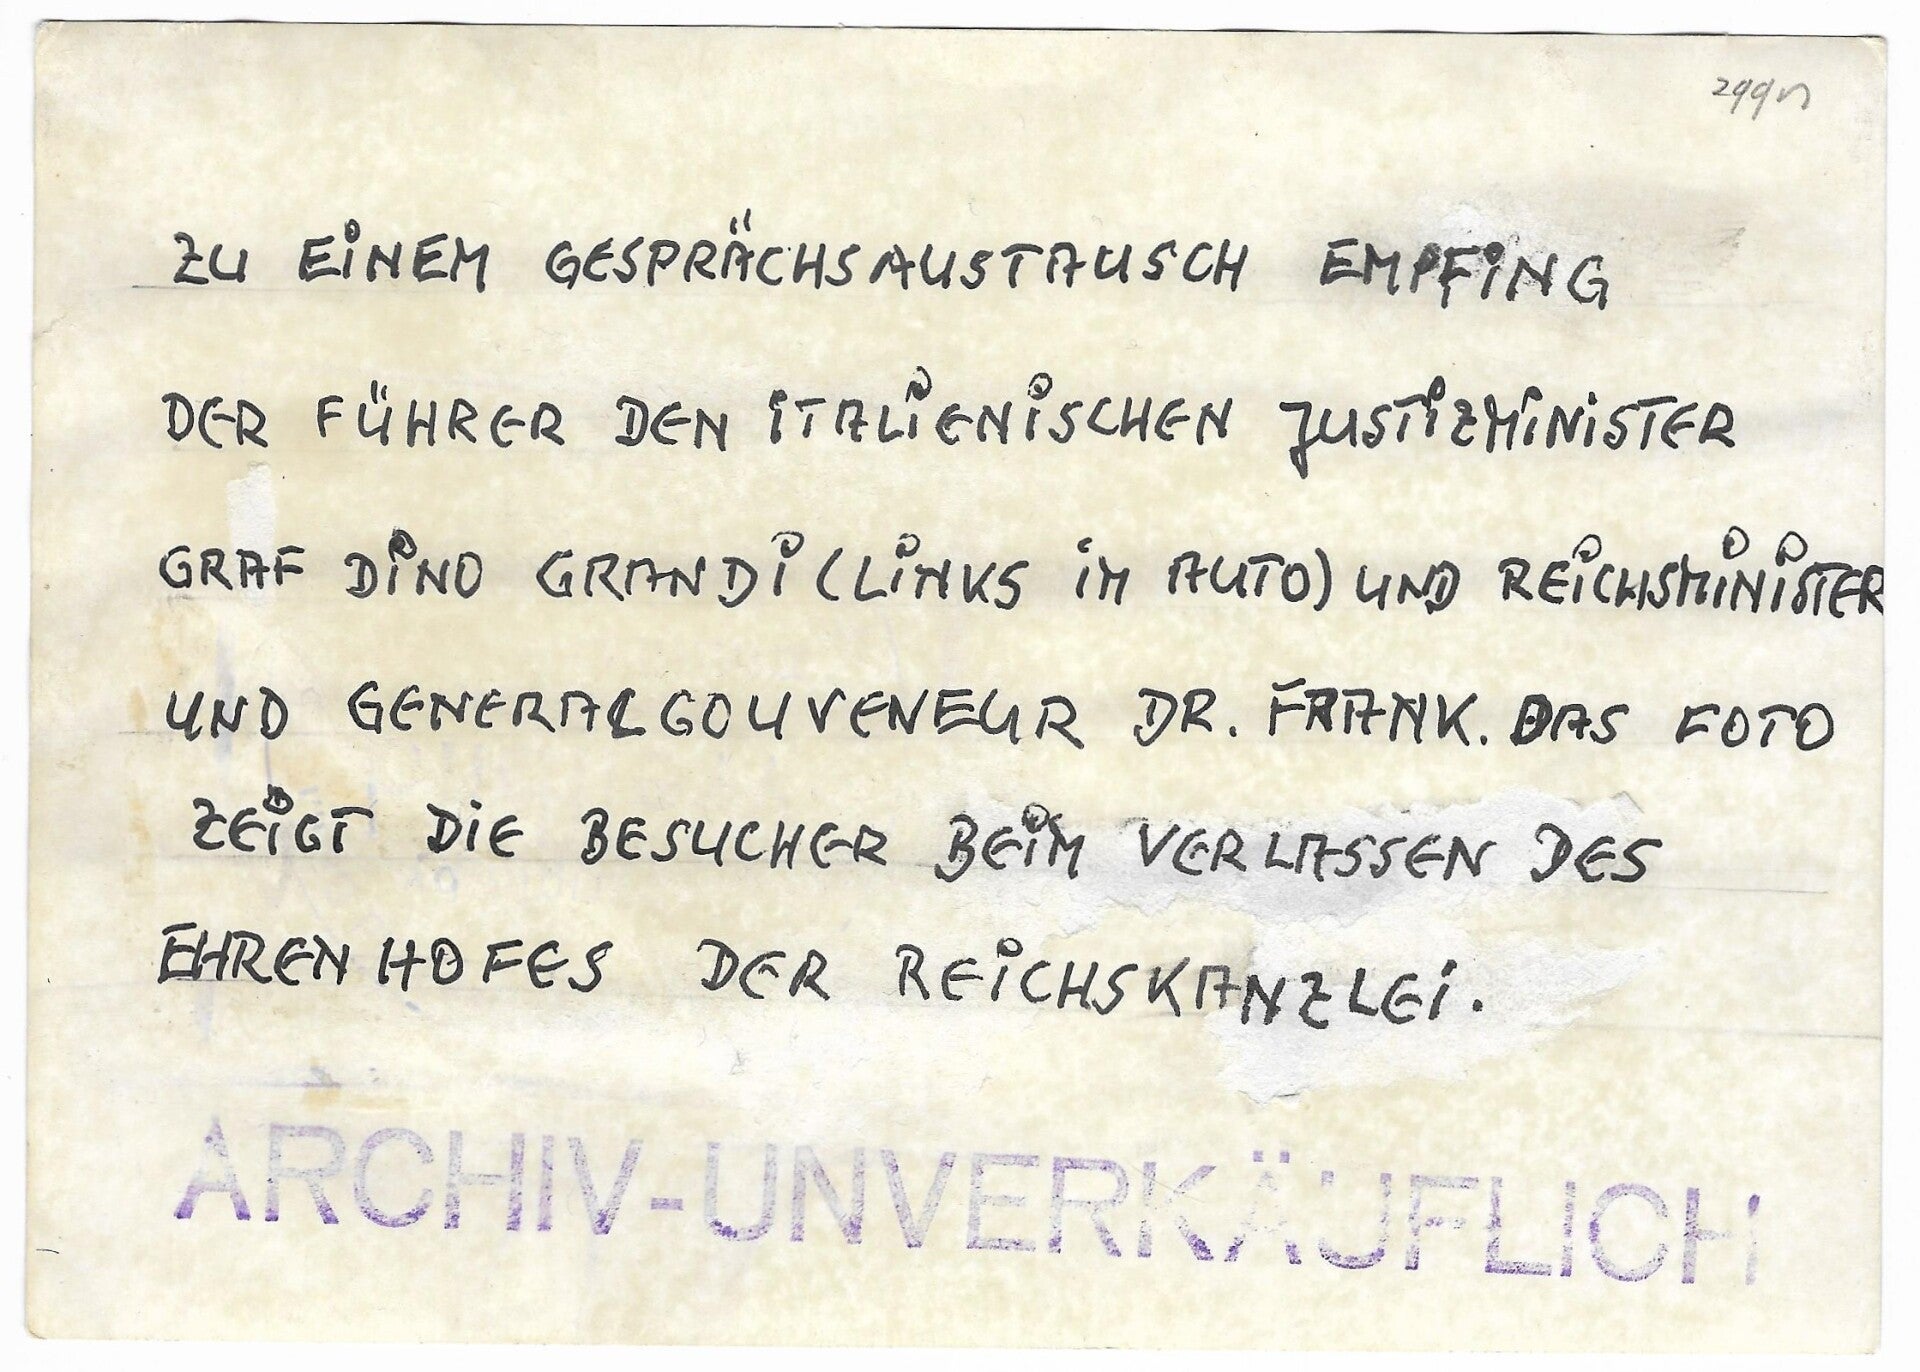 299n
ZU EINEM GESPRÄCHSAUSTAUSCH EMPFING
DER FÜHRER DEN ITALIENISCHEN JUSTIZMINISTER
GRAF DINO GRANDI (LINKS IM AUTO) UND REICHSMINISTER
UND GENERALGOUVENEUR DR. FRANK. DAS FOTO
ZEIGT DIE BESUCHER BEIM VERLASSEN DES
EHRENHOFES DER REICHSKANZLEI.
ARCHIV-UNVERKÄUFLICH